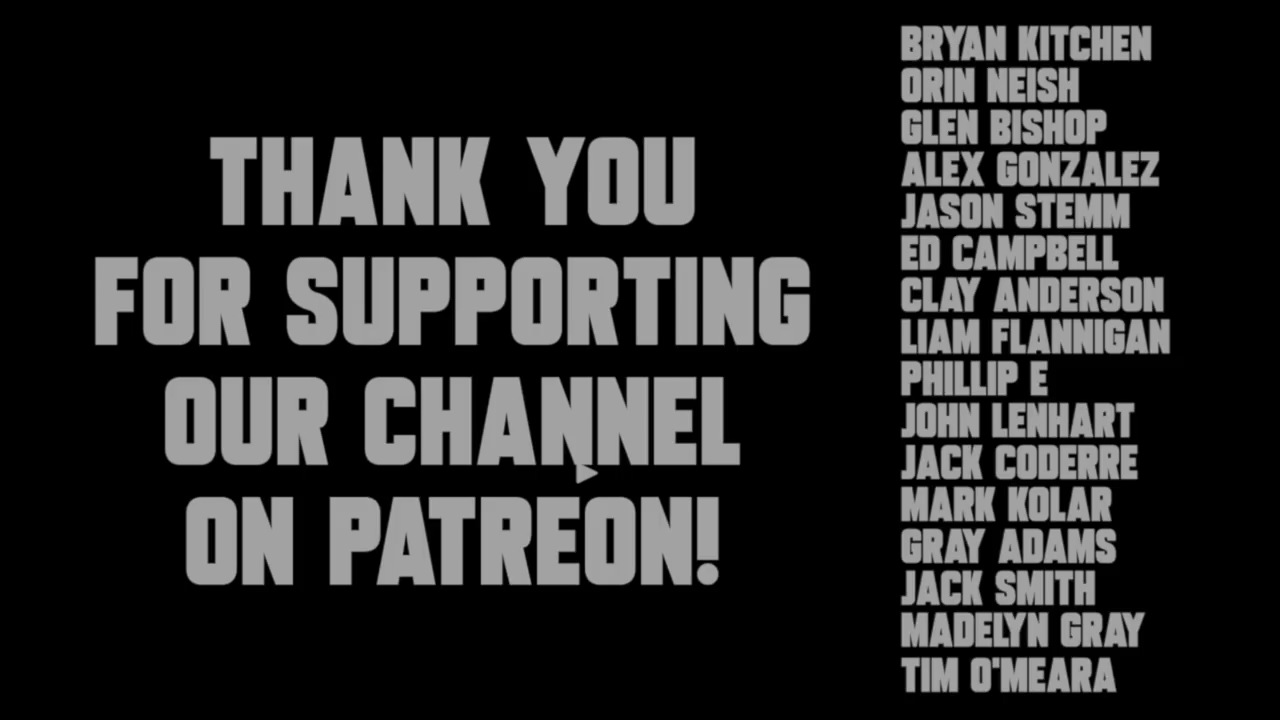 THANK YOU
FOR SUPPORTING
OUR CHANNEL
ON PATREON!
BRYAN KITCHEN
ORIN NEISH
GLEN BISHOP
ALEX GONZALEZ
JASON STEMM
ED CAMPBELL
CLAY ANDERSON
LIAM FLANNIGAN
PHILLIP E
JOHN LENHART
JACK CODERRE
MARK KOLAR
GRAY ADAMS
JACK SMITH
MADELYN GRAY
TIM O'MEARA